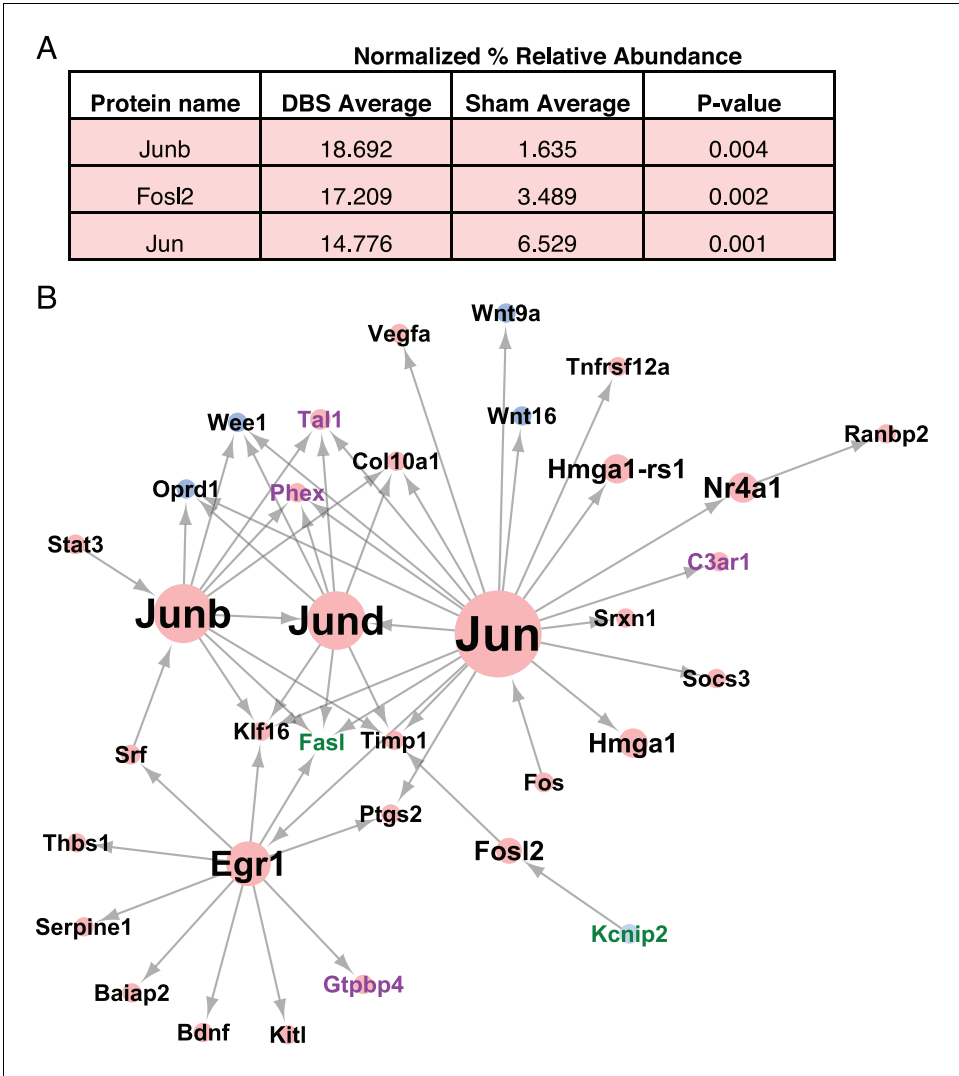 A
Normalized % Relative Abundance
Protein name DBS Average Sham Average P-value
Junb 18.692 1.635 0.004
Fosl2 17.209 3.489 0.002
Jun 14.776 6.529 0.001
B
Wnt9a
Vegfa
Tnfrsf12a
Wee1
Tal1
Wnt16
Ranbp2
Col10a1
Hmga1-rs1
Oprd1
Phex
Nr4a1
Stat3
C3ar1
Junb
Jund
Jun
Srxn1
Socs3
Klf16
Fasl
Timp1
Hmga1
Srf
Fos
Ptgs2
Thbs1
Egr1
Fosl2
Serpine1
Kcnip2
Baiap2
Gtpbp4
Bdnf
Kitl